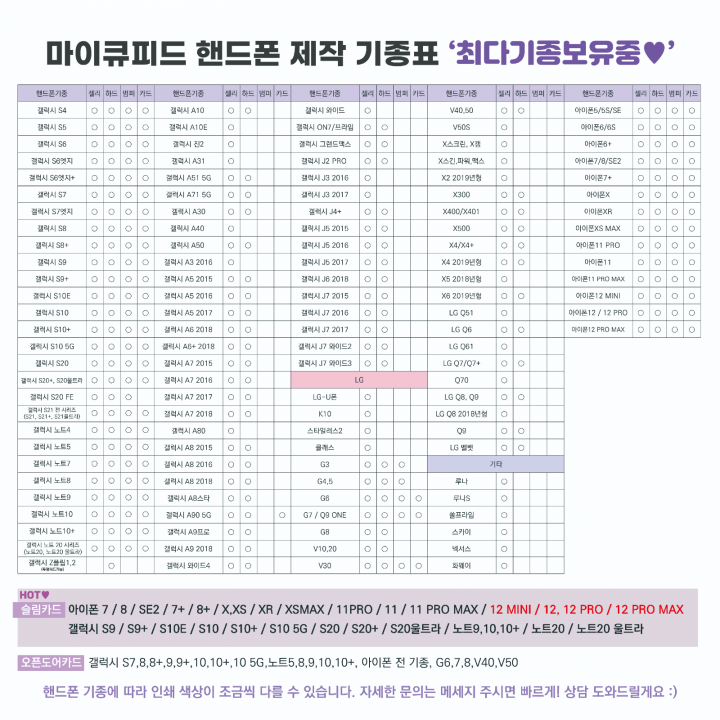 마이큐피드 핸드폰 제작 기종표 ‘최다기종보유중♥’
핸드폰기종 젤리 하드 범퍼 카드 핸드폰기종 젤리 하드 범퍼 카드 핸드폰기종 젤리 하드 범퍼 카드 핸드폰기종 젤리 하드 범퍼 카드 핸드폰기종 젤리 하드 범퍼 카드
갤럭시 S4 ○ ○ ○ ○ 갤럭시 A10 ○ ○ 갤럭시 와이드 ○ V40,50 ○ ○ 아이폰5/5S/SE ○ ○ ○ ○
갤럭시 S5 ○ ○ ○ ○ 갤럭시 A10E ○ 갤럭시 ON7/프라임 ○ ○ V50S ○ 아이폰6/6S ○ ○ ○ ○
갤럭시 S6 ○ ○ ○ ○ 갤럭시 진2 ○ 갤럭시 그랜드맥스 ○ ○ X스크린, X캠 ○ 아이폰6+ ○ ○ ○ ○
갤럭시 S6엣지 ○ ○ ○ ○ 갤럭시 A31 ○ 갤럭시 J2 PRO ○ ○ X스킨,파워,맥스 ○ 아이폰7/8/SE2 ○ ○ ○ ○
갤럭시 S6엣지+ ○ ○ ○ ○ 갤럭시 A51 5G ○ ○ 갤럭시 J3 2016 ○ X2 2019년형 ○ 아이폰7+ ○ ○ ○ ○
갤럭시 S7 ○ ○ ○ ○ 갤럭시 A71 5G ○ ○ 갤럭시 J3 2017 ○ X300 ○ ○ 아이폰X ○ ○ ○ ○
갤럭시 S7엣지 ○ ○ ○ ○ 갤럭시 A30 ○ ○ 갤럭시 J4+ ○ ○ X400/X401 ○ ○ 아이폰XR ○ ○ ○ ○
갤럭시 S8 ○ ○ ○ ○ 갤럭시 A40 ○ 갤럭시 J5 2015 ○ ○ X500 ○ ○ 아이폰XS MAX ○ ○ ○ ○
갤럭시 S8+ ○ ○ ○ ○ 갤럭시 A50 ○ ○ 갤럭시 J5 2016 ○ ○ X4/X4+ ○ ○ 아이폰11 PRO ○ ○ ○ ○
갤럭시 S9 ○ ○ ○ ○ 갤럭시 A3 2016 ○ 갤럭시 J5 2017 ○ ○ X4 2019년형 ○ ○ 아이폰11 ○ ○ ○ ○
갤럭시 S9+ ○ ○ ○ ○ 갤럭시 A5 2015 ○ ○ 갤럭시 J6 2018 ○ ○ X5 2018년형 ○ 아이폰11 PRO MAX ○ ○ ○ ○
갤럭시 S10E ○ ○ ○ ○ 갤럭시 A5 2016 ○ ○ 갤럭시 J7 2015 ○ ○ X6 2019년형 ○ ○ 아이폰12 MINI ○ ○ ○ ○
갤럭시 S10 ○ ○ ○ ○ 갤럭시 A5 2017 ○ ○ 갤럭시 J7 2016 ○ ○ LG Q51 ○ 아이폰12 / 12 PRO ○ ○ ○ ○
갤럭시 S10+ ○ ○ ○ ○ 갤럭시 A6 2018 ○ ○ 갤럭시 J7 2017 ○ ○ LG Q6 ○ ○ 아이폰12 PRO MAX ○ ○ ○ ○
갤럭시 S10 5G ○ ○ ○ ○ 갤럭시 A6+ 2018 ○ ○ 갤럭시 J7 와이드2 ○ ○ LG Q61 ○
갤럭시 S20 ○ ○ ○ ○ 갤럭시 A7 2015 ○ ○ 갤럭시 J7 와이드3 ○ ○ LG Q7/Q7+ ○ ○
갤럭시 S20+, S20울트라 ○ ○ ○ ○ 갤럭시 A7 2016 ○ ○ LG Q70 ○
갤럭시 S20 FE ○ ○ ○ 갤럭시 A7 2017 ○ ○ LG-U폰 ○ LG Q8, Q9 ○ ○
갤럭시 S21 전 시리즈 (S21, S21+, S21울트라) ○ ○ ○ ○ 갤럭시 A7 2018 ○ ○ K10 ○ LG Q8 2018년형 ○
갤럭시 노트4 ○ ○ ○ ○ 갤럭시 A80 ○ 스타일러스2 ○ Q9 ○ ○
갤럭시 노트5 ○ ○ ○ ○ 갤럭시 A8 2015 ○ ○ 클래스 ○ LG 벨벳 ○ ○
갤럭시 노트7 ○ ○ ○ ○ 갤럭시 A8 2016 ○ ○ G3 ○ ○ ○ 기타
갤럭시 노트8 ○ ○ ○ ○ 갤럭시 A8 2018 ○ ○ G4,5 ○ ○ ○ 루나 ○
갤럭시 노트9 ○ ○ ○ ○ 갤럭시 A8스타 ○ ○ G6 ○ ○ ○ ○ 루나S ○
갤럭시 노트10 ○ ○ ○ ○ 갤럭시 A90 5G ○ ○ ○ G7 / Q9 ONE ○ ○ ○ ○ 쏠프라임 ○
갤럭시 노트10+ ○ ○ ○ ○ 갤럭시 A9프로 ○ ○ G8 ○ ○ 스카이 ○
갤럭시 노트 20 시리즈 (노트20, 노트20 울트라) ○ ○ ○ ○ 갤럭시 A9 2018 ○ ○ V10,20 ○ ○ 넥서스 ○
갤럭시 Z플립1,2 ○ 갤럭시 와이드4 ○ ○ V30 ○ ○ ○ ○ 화웨이 ○
HOT♥
슬림카드 아이폰 7 / 8 / SE2 / 7+ / 8+ / X,XS / XR / XSMAX / 11PRO / 11 / 11 PRO MAX / 12 MINI / 12, 12 PRO / 12 PRO MAX
갤럭시 S9 / S9+ / S10E / S10 / S10+ / S10 5G / S20 / S20+ / S20울트라 / 노트9,10,10+ / 노트20 / 노트20 울트라
오픈도어카드 갤럭시 S7,8,8+,9,9+,10,10+,10 5G,노트5,8,9,10,10+, 아이폰 전 기종, G6,7,8,V40,V50
핸드폰 기종에 따라 인쇄 색상이 조금씩 다를 수 있습니다. 자세한 문의는 메세지 주시면 빠르게! 상담 도와드릴게요 :)